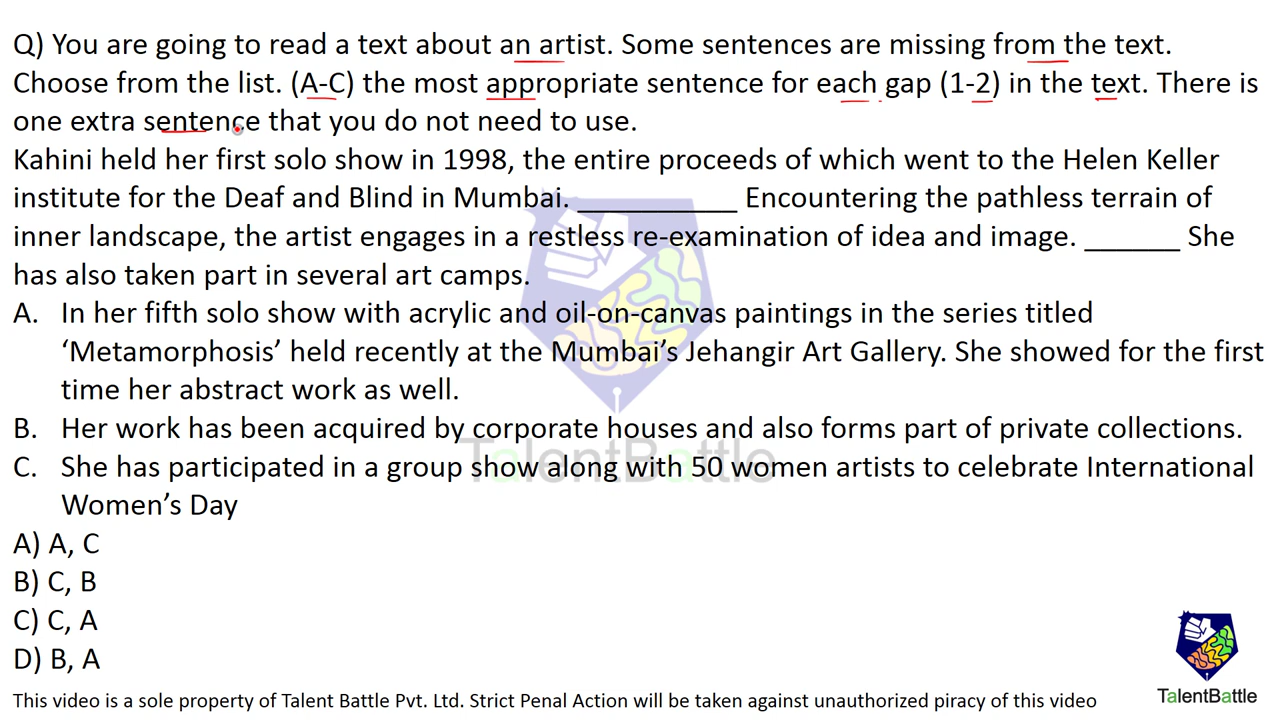 Q) You are going to read a text about an artist. Some sentences are missing from the text.
Choose from the list. (A-C) the most appropriate sentence for each gap (1-2) in the text. There is
one extra sentence that you do not need to use.
Kahini held her first solo show in 1998, the entire proceeds of which went to the Helen Keller
institute for the Deaf and Blind in Mumbai. __________ Encountering the pathless terrain of
inner landscape, the artist engages in a restless re-examination of idea and image. ______ She
has also taken part in several art camps.
A. In her fifth solo show with acrylic and oil-on-canvas paintings in the series titled
‘Metamorphosis’ held recently at the Mumbai’s Jehangir Art Gallery. She showed for the first
time her abstract work as well.
B. Her work has been acquired by corporate houses and also forms part of private collections.
C. She has participated in a group show along with 50 women artists to celebrate International
Women’s Day
A) A, C
B) C, B
C) C, A
D) B, A
This video is a sole property of Talent Battle Pvt. Ltd. Strict Penal Action will be taken against unauthorized piracy of this video
TalentBattle
TalentBattle